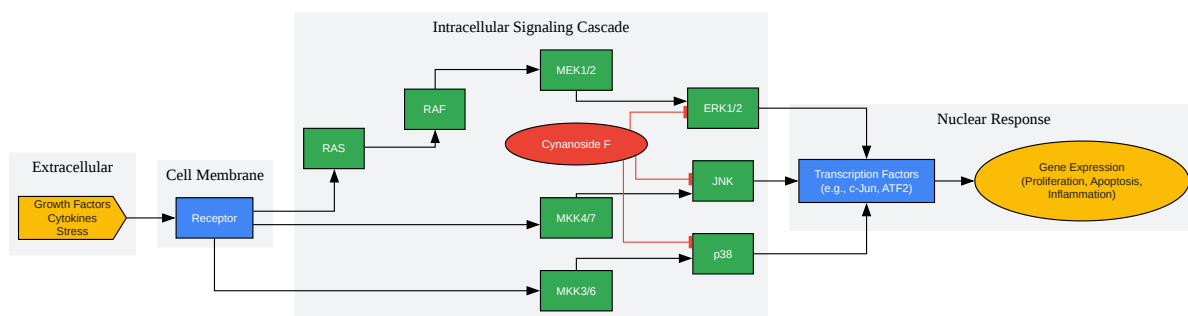 Intracellular Signaling Cascade
MEK1/2
RAF
ERK1/2
Nuclear Response
RAS
Cynanoside F
Extracellular
Cell Membrane
JNK
Transcription Factors
(e.g., c-Jun, ATF2)
Gene Expression
(Proliferation, Apoptosis,
Inflammation)
Growth Factors
Cytokines
Stress
Receptor
MKK4/7
p38
MKK3/6